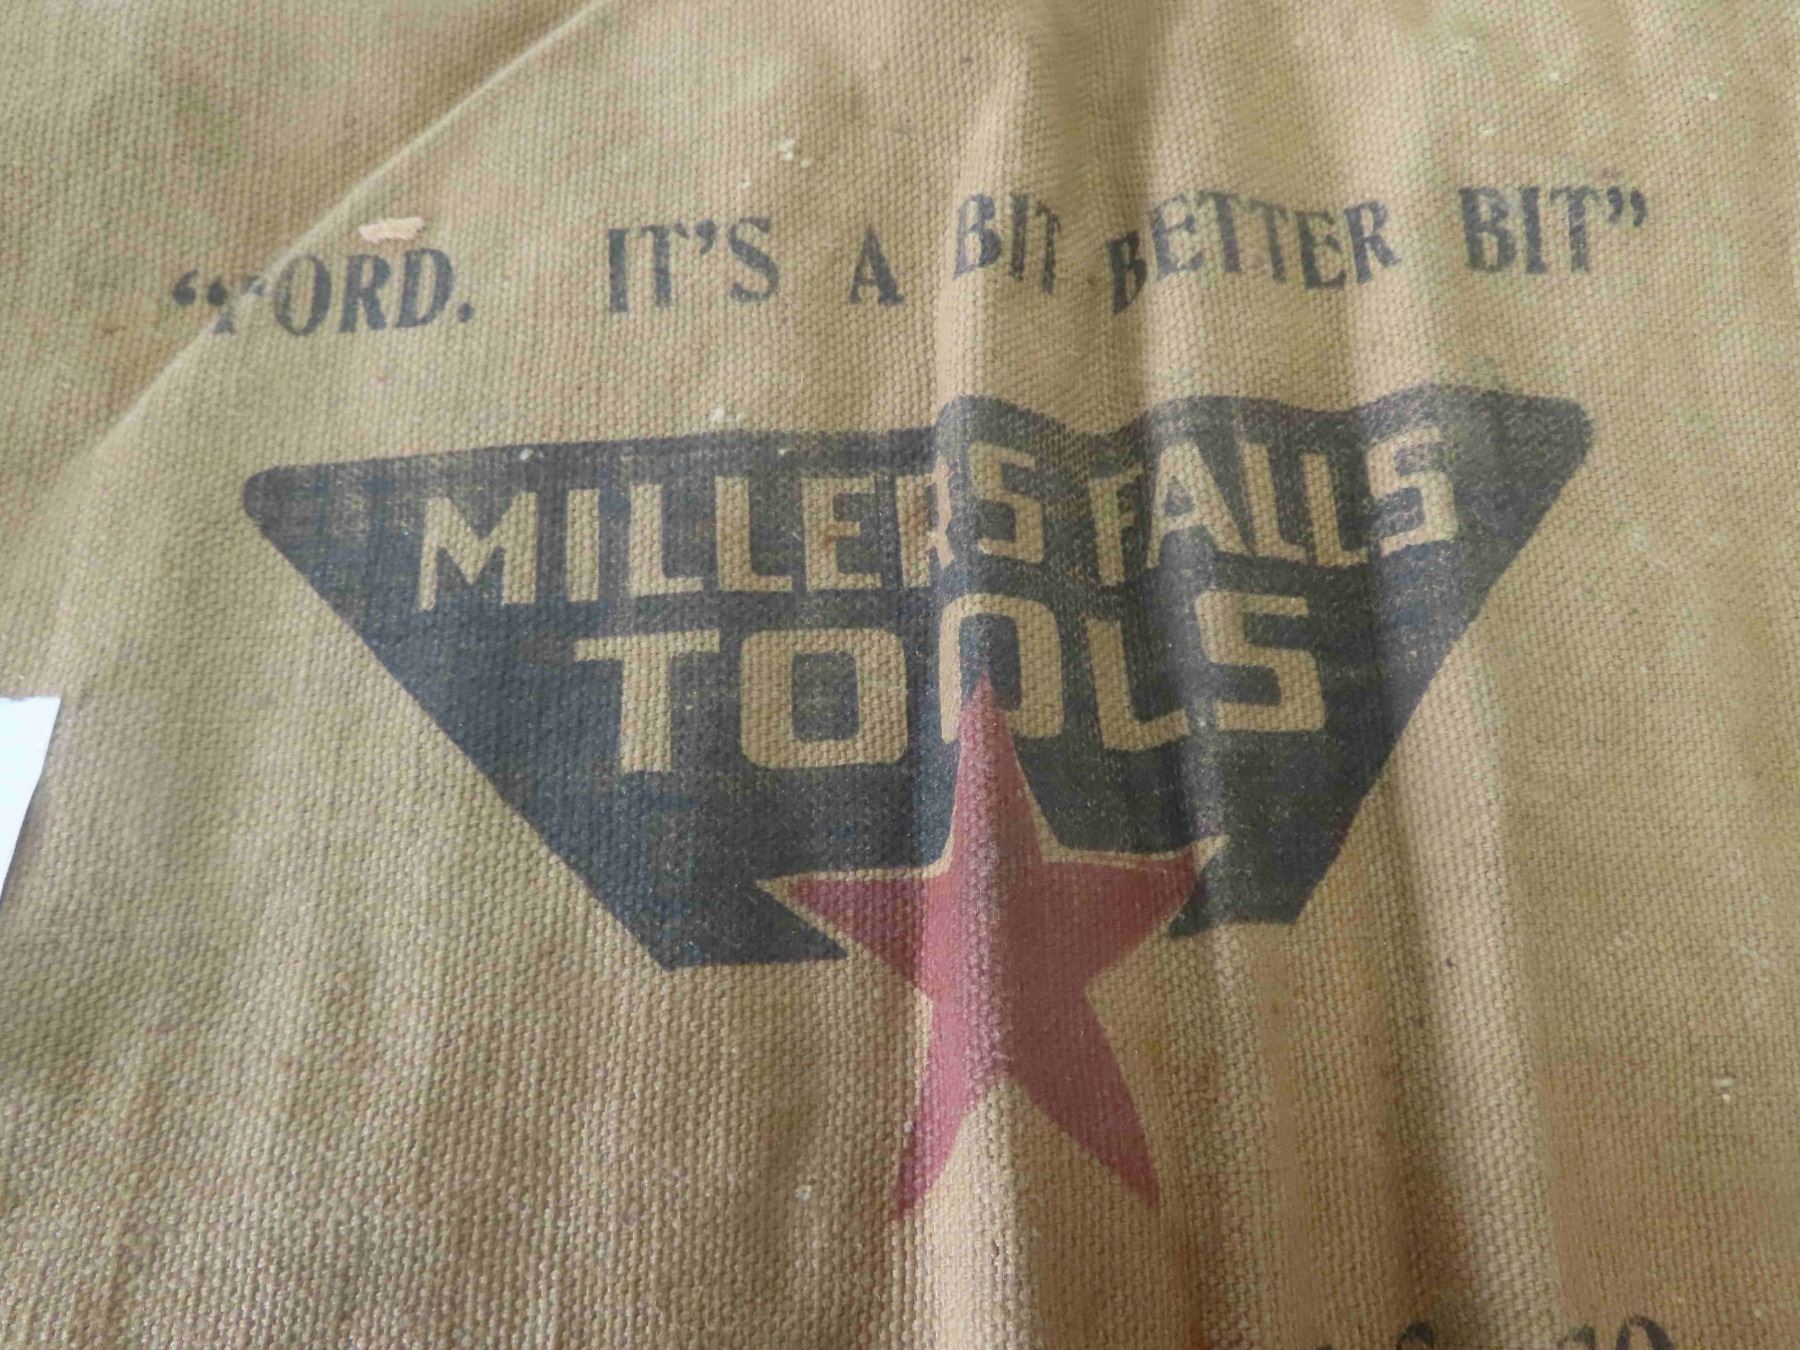 “FORD. IT'S A BIT BETTER BIT”
MILLERS FALLS
TOOLS